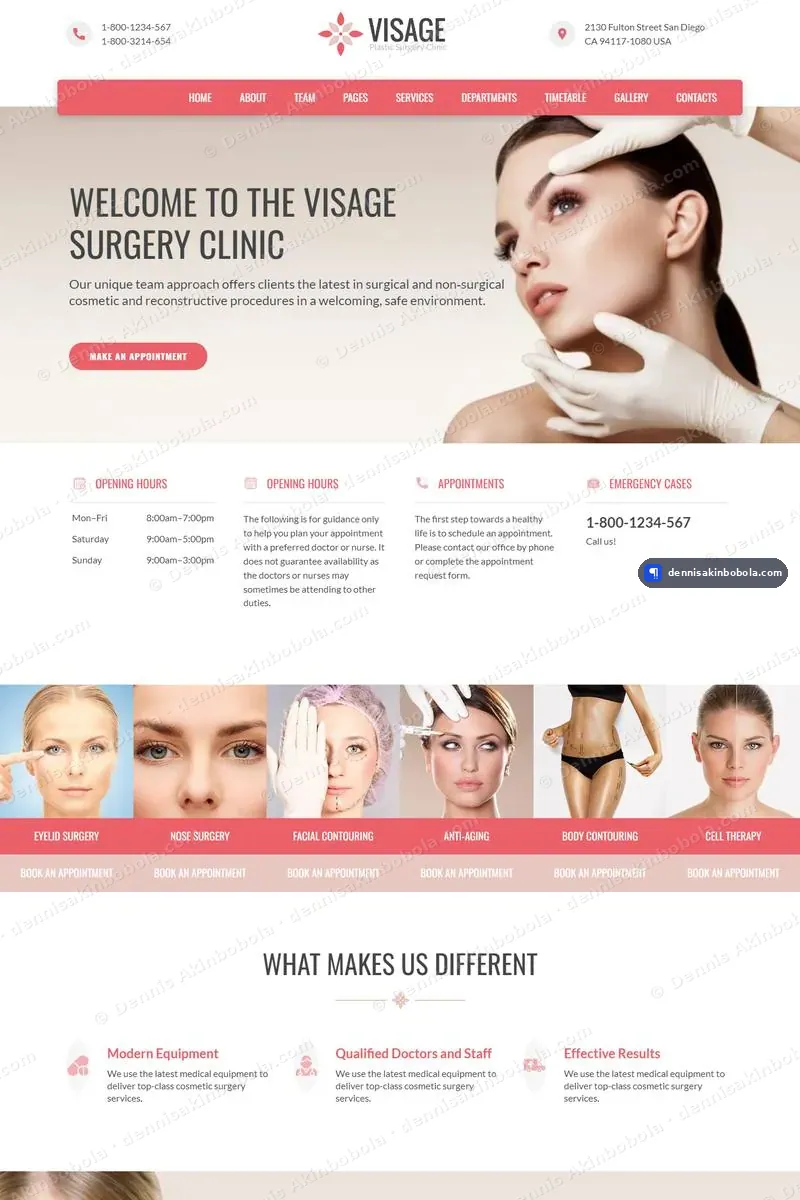 1-800-1234-567
1-800-3214-654
VISAGE
Plastic Surgery Clinic
2130 Fulton Street San Diego
CA 94117-1080 USA
HOME ABOUT TEAM PAGES SERVICES DEPARTMENTS TIMETABLE GALLERY CONTACTS
WELCOME TO THE VISAGE
SURGERY CLINIC
Our unique team approach offers clients the latest in surgical and non-surgical
cosmetic and reconstructive procedures in a welcoming, safe environment.
MAKE AN APPOINTMENT
OPENING HOURS
Mon–Fri 8:00am–7:00pm
Saturday 9:00am–5:00pm
Sunday 9:00am–3:00pm
OPENING HOURS
The following is for guidance only
to help you plan your appointment
with a preferred doctor or nurse. It
does not guarantee availability as
the doctors or nurses may
sometimes be attending to other
duties.
APPOINTMENTS
The first step towards a healthy
life is to schedule an appointment.
Please contact our office by phone
or complete the appointment
request form.
EMERGENCY CASES
1-800-1234-567
Call us!
dennisakinbobola.com
EYELID SURGERY NOSE SURGERY FACIAL CONTOURING ANTI-AGING BODY CONTOURING CELL THERAPY
BOOK AN APPOINTMENT BOOK AN APPOINTMENT BOOK AN APPOINTMENT BOOK AN APPOINTMENT BOOK AN APPOINTMENT BOOK AN APPOINTMENT
WHAT MAKES US DIFFERENT
Modern Equipment
We use the latest medical equipment to
deliver top-class cosmetic surgery
services.
Qualified Doctors and Staff
We use the latest medical equipment to
deliver top-class cosmetic surgery
services.
Effective Results
We use the latest medical equipment to
deliver top-class cosmetic surgery
services.
© Dennis Akinbobola · dennisakinbobola.com